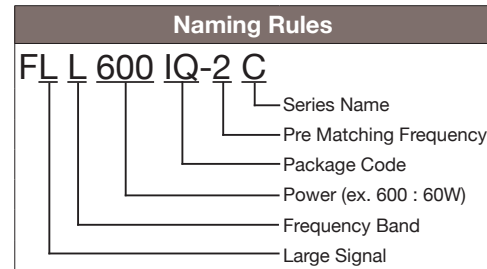 Naming Rules
FL L 600 IQ-2 C
Series Name
Pre Matching Frequency
Package Code
Power (ex. 600 : 60W)
Frequency Band
Large Signal